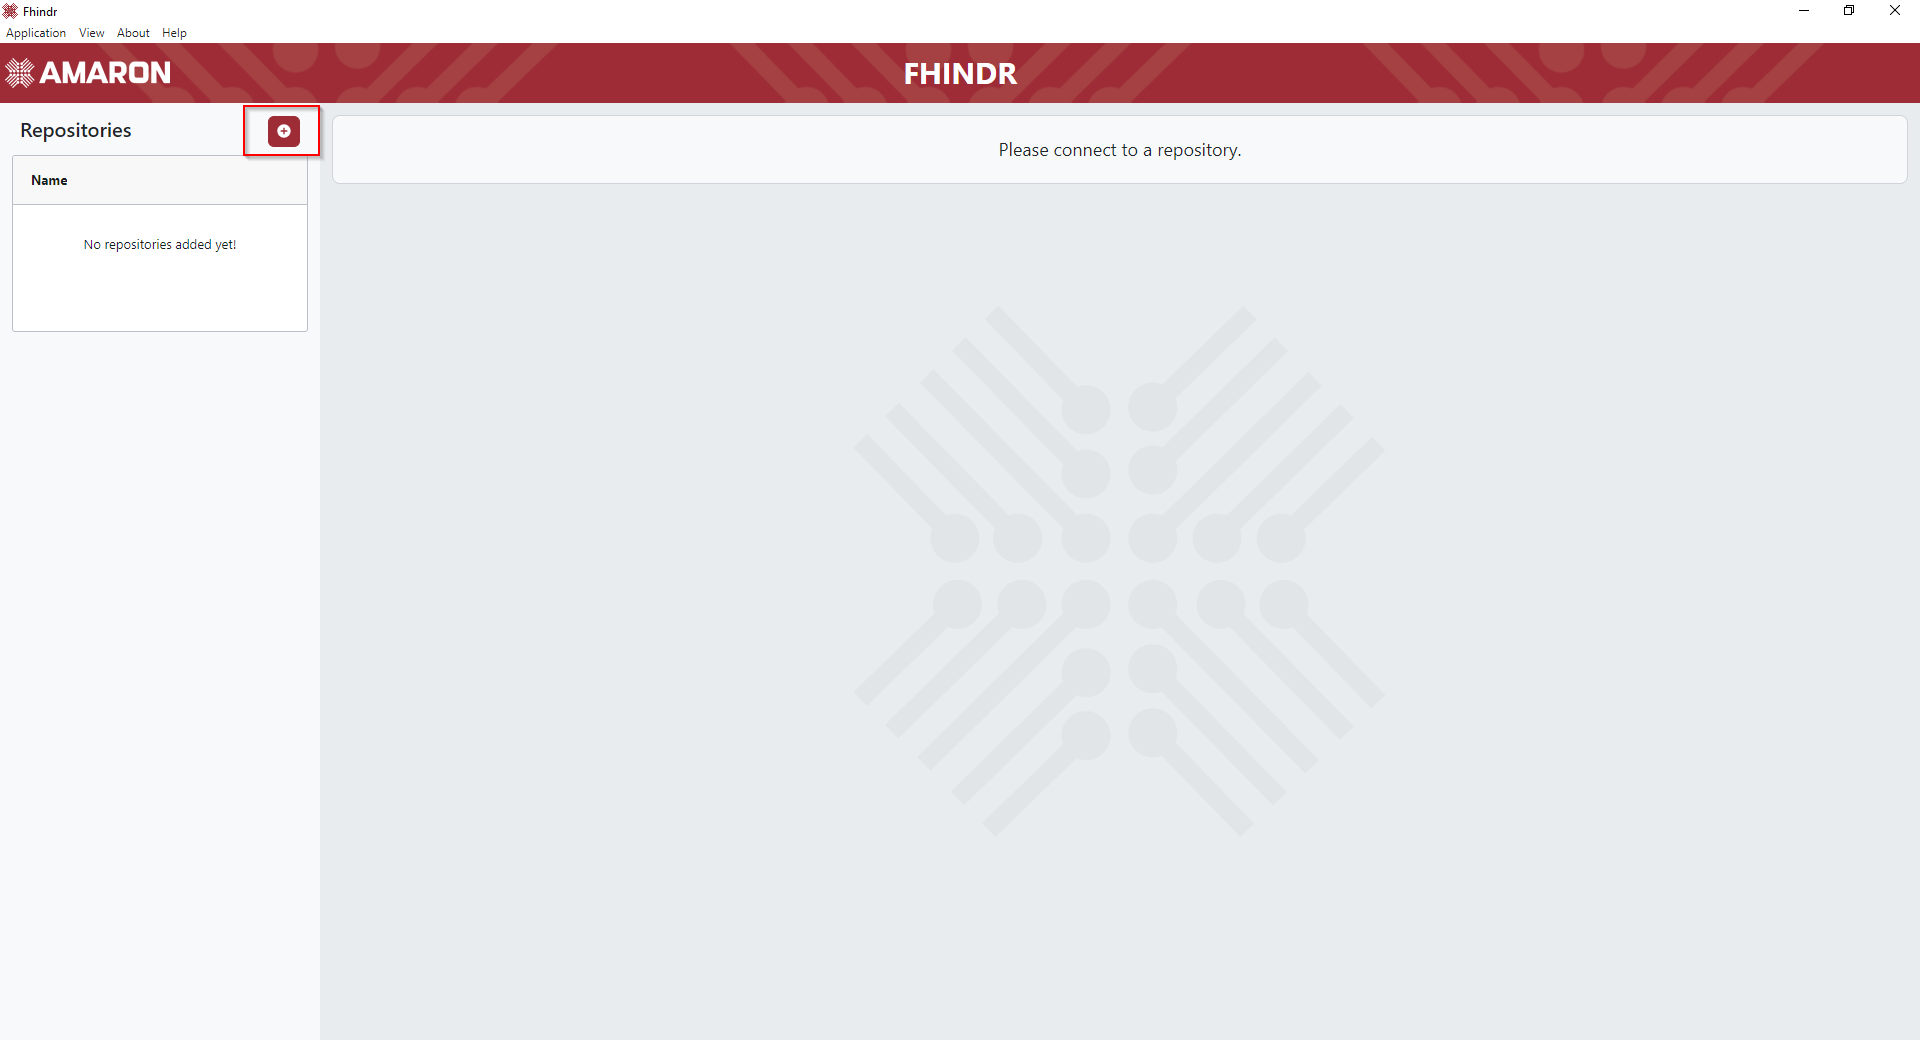 Fhindr
Application View About Help
AMARON
FHINDR
Repositories
Please connect to a repository.
Name
No repositories added yet!